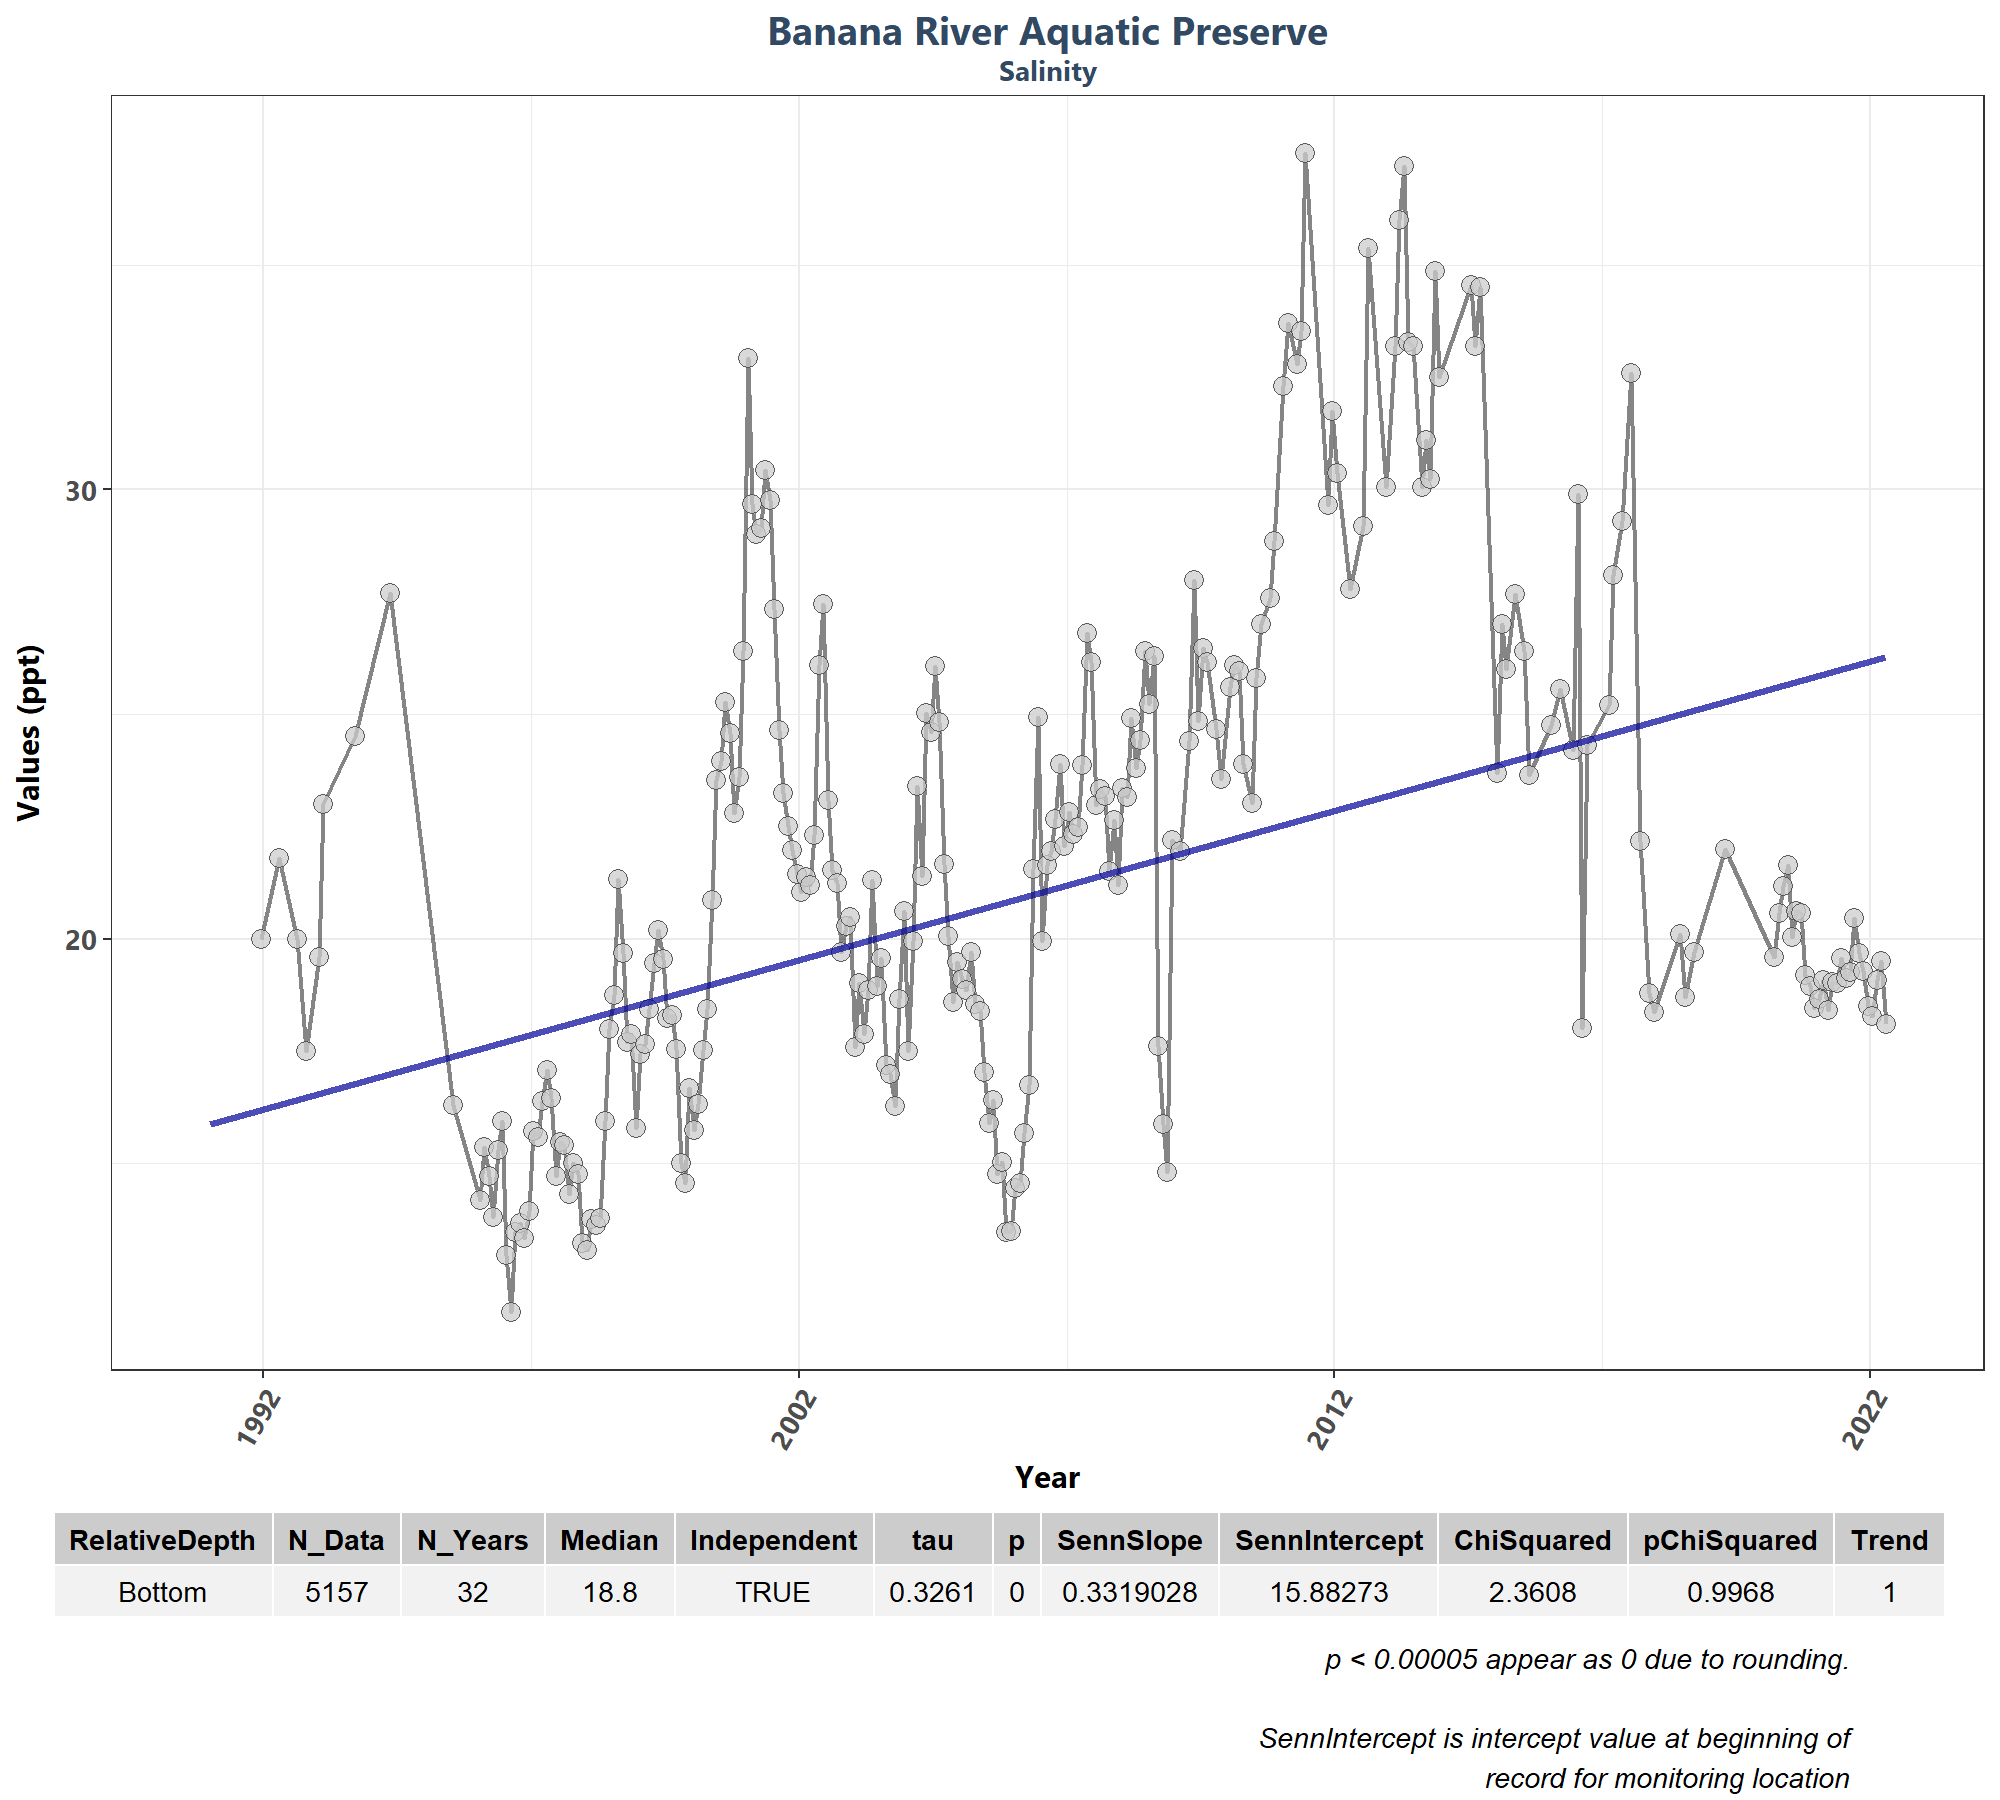 Banana River Aquatic Preserve
Salinity
Values (ppt)
30
20
1992
2002
2012
2022
Year
RelativeDepth N_Data N_Years Median Independent tau p SennSlope SennIntercept ChiSquared pChiSquared Trend
Bottom 5157 32 18.8 TRUE 0.3261 0 0.3319028 15.88273 2.3608 0.9968 1
p < 0.00005 appear as 0 due to rounding.
SennIntercept is intercept value at beginning of
record for monitoring location